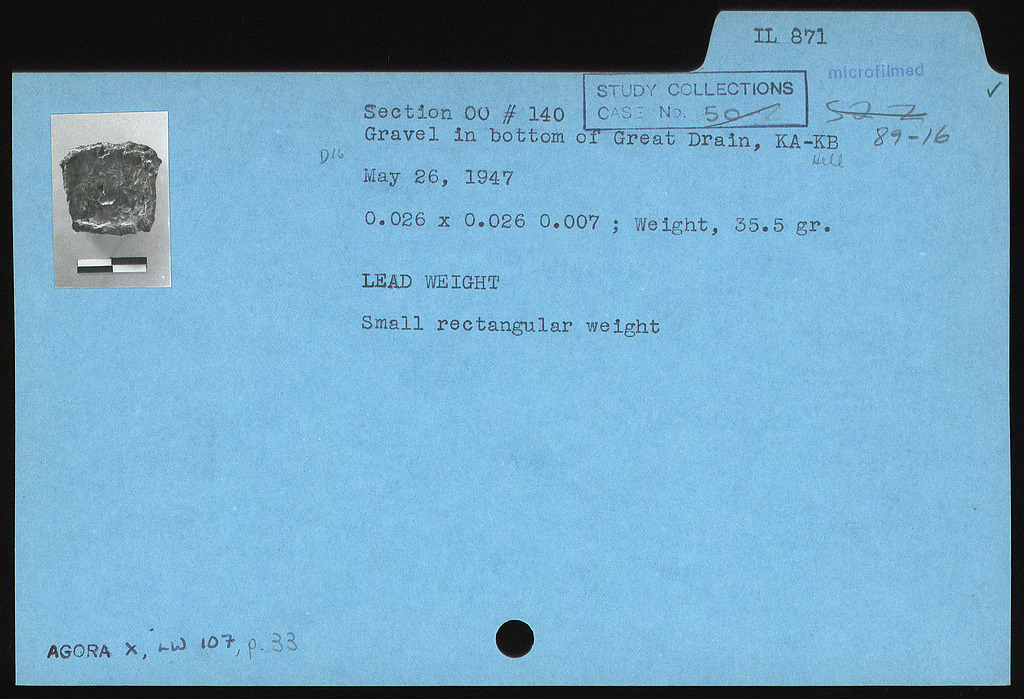 IL 871
microfilmed
✓
STUDY COLLECTIONS
CASE No. 502
522
89-16
Section OO # 140
Gravel in bottom of Great Drain, KA-KB
D16
Hell
May 26, 1947
0.026 x 0.026 0.007 ; Weight, 35.5 gr.
LEAD WEIGHT
Small rectangular weight
AGORA X, LW 107, p. 33